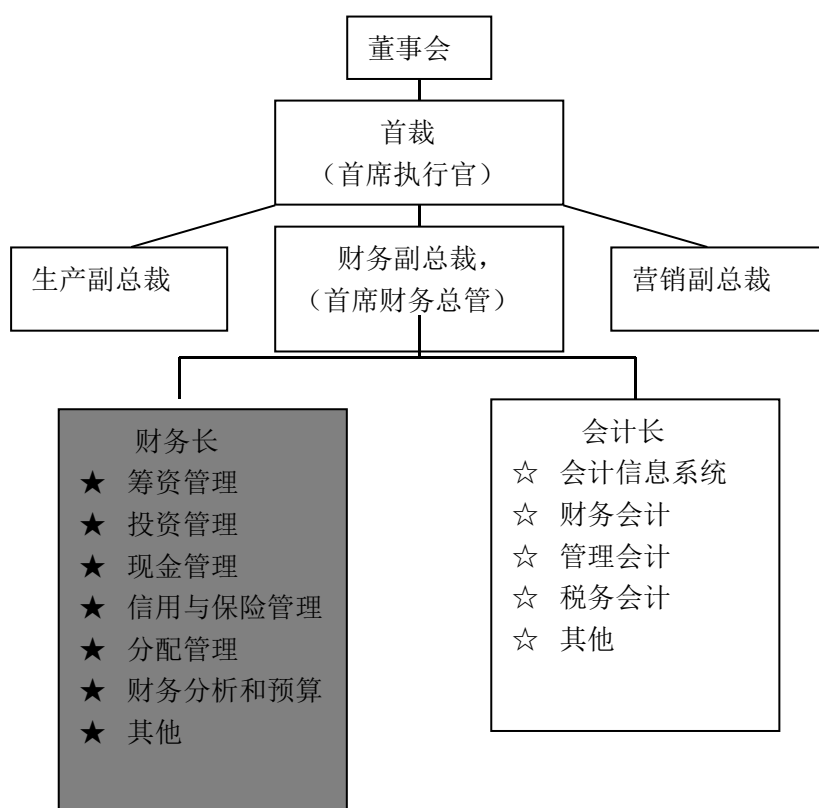 董事会
首裁
（首席执行官）
生产副总裁
财务副总裁，
（首席财务总管）
营销副总裁
财务长
★ 筹资管理
★ 投资管理
★ 现金管理
★ 信用与保险管理
★ 分配管理
★ 财务分析和预算
★ 其他
会计长
☆ 会计信息系统
☆ 财务会计
☆ 管理会计
☆ 税务会计
☆ 其他